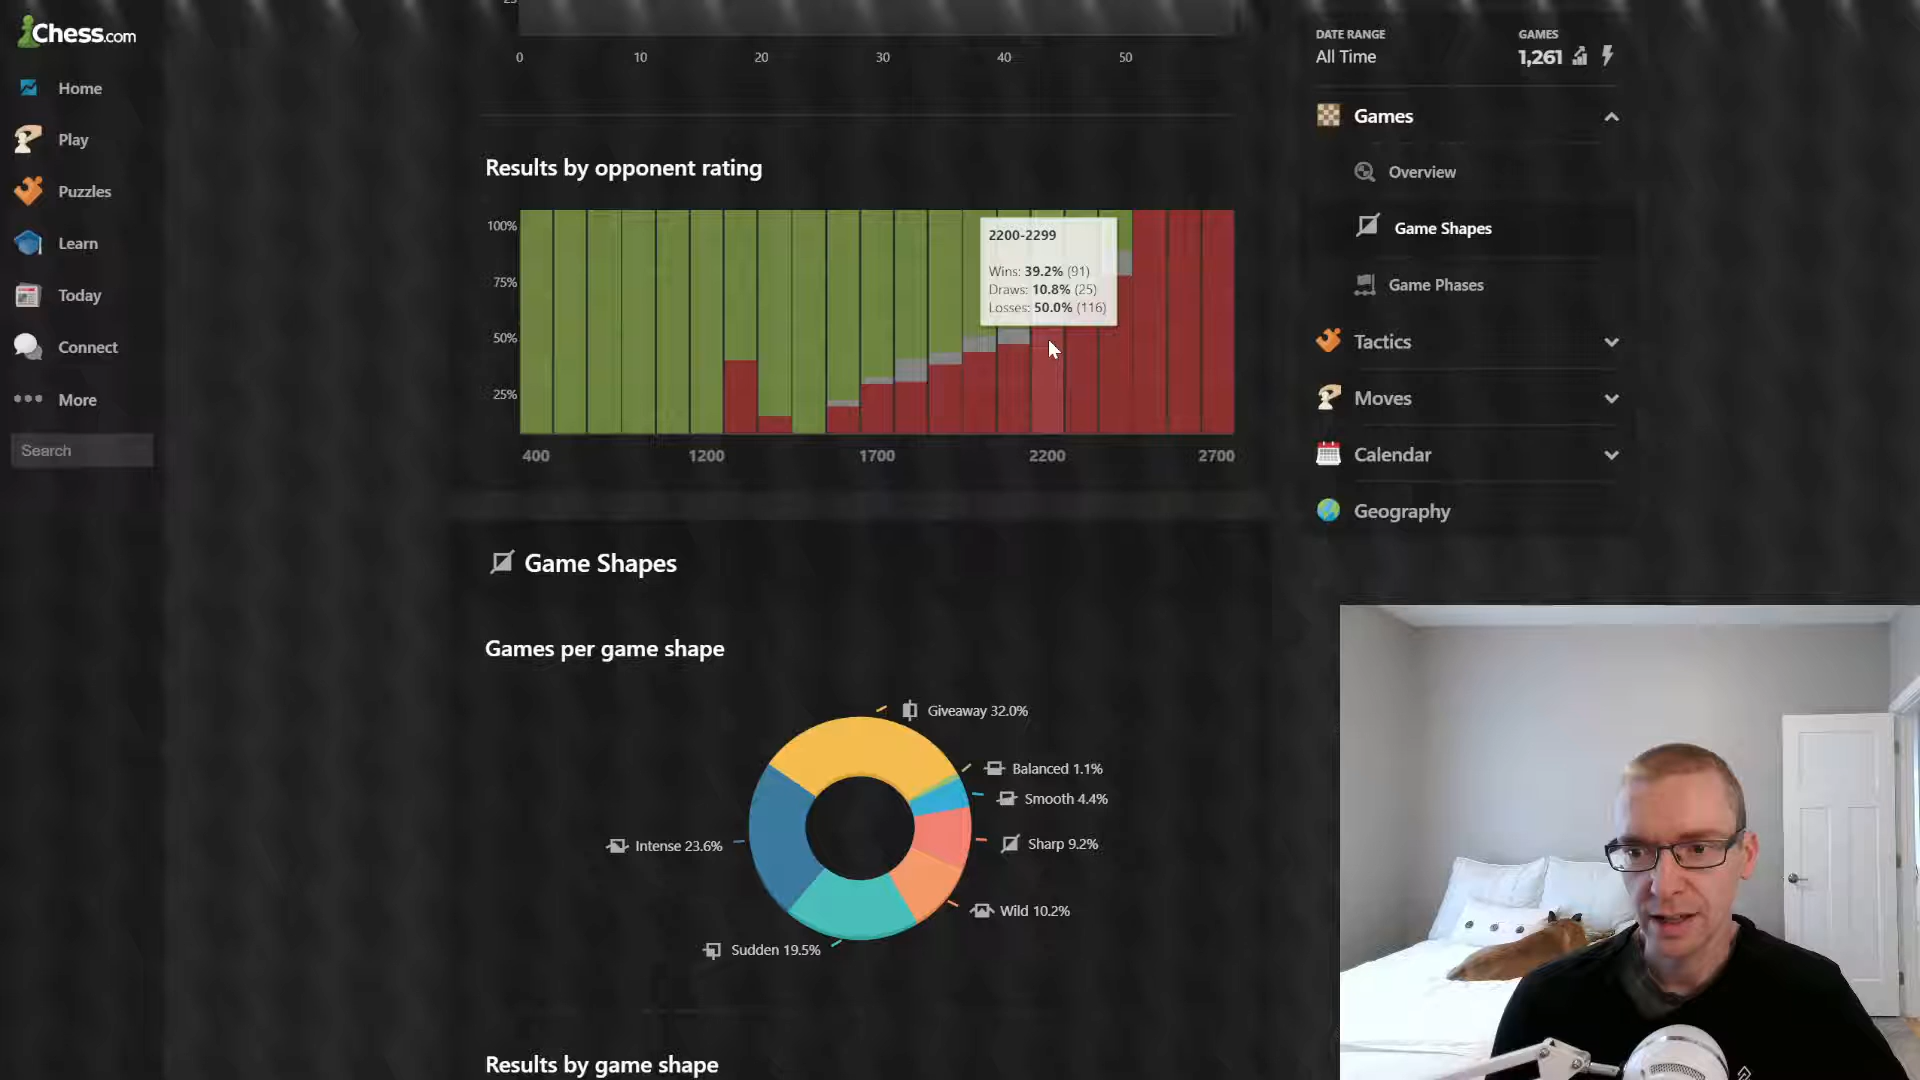 Chess.com
Home
Play
Puzzles
Learn
Today
Connect
More
Search
25
0 10 20 30 40 50
Results by opponent rating
100%
75%
50%
25%
2200-2299
Wins: 39.2% (91)
Draws: 10.8% (25)
Losses: 50.0% (116)
400 1200 1700 2200 2700
Game Shapes
Games per game shape
Giveaway 32.0%
Balanced 1.1%
Smooth 4.4%
Sharp 9.2%
Wild 10.2%
Sudden 19.5%
Intense 23.6%
Results by game shape
DATE RANGE GAMES
All Time 1,261
Games
Overview
Game Shapes
Game Phases
Tactics
Moves
Calendar
Geography